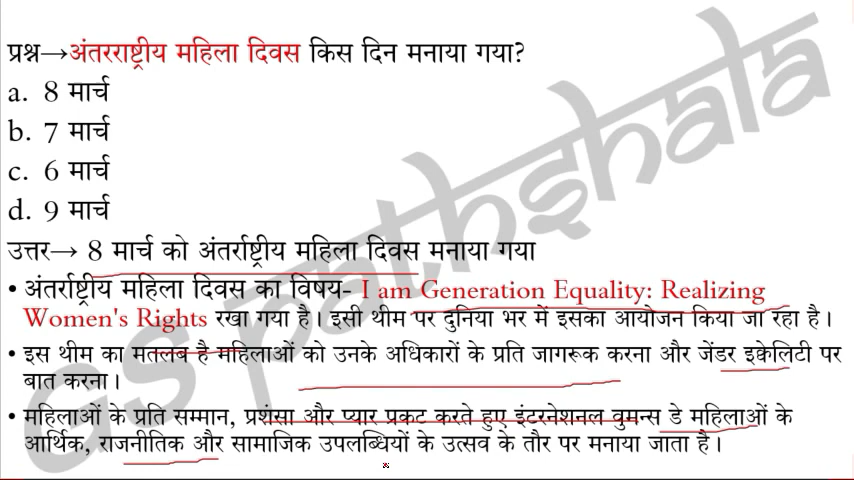 प्रश्न→अंतरराष्ट्रीय महिला दिवस किस दिन मनाया गया?
a. 8 मार्च
b. 7 मार्च
c. 6 मार्च
d. 9 मार्च
उत्तर→ 8 मार्च को अंतर्राष्ट्रीय महिला दिवस मनाया गया
• अंतर्राष्ट्रीय महिला दिवस का विषय- I am Generation Equality: Realizing
Women's Rights रखा गया है। इसी थीम पर दुनिया भर में इसका आयोजन किया जा रहा है।
• इस थीम का मतलब है महिलाओं को उनके अधिकारों के प्रति जागरूक करना और जेंडर इक्वेलिटी पर
बात करना।
• महिलाओं के प्रति सम्मान, प्रशंसा और प्यार प्रकट करते हुए इंटरनेशनल वुमन्स डे महिलाओं के
आर्थिक, राजनीतिक और सामाजिक उपलब्धियों के उत्सव के तौर पर मनाया जाता है।
GS pathshala